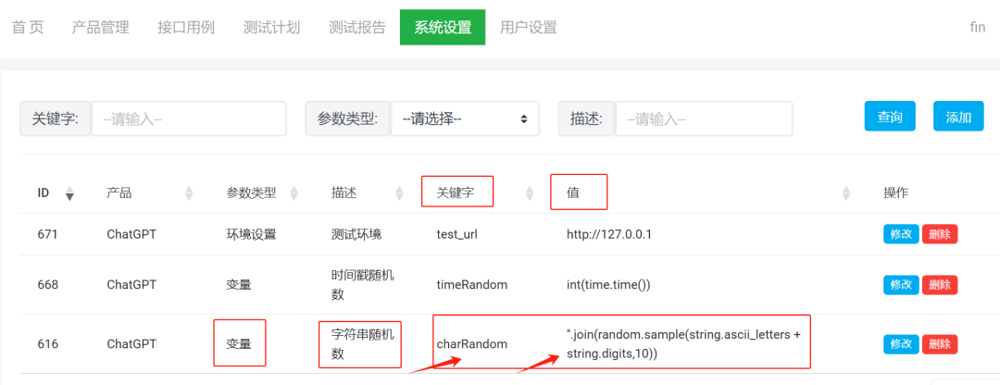 首 页 产品管理 接口用例 测试计划 测试报告 系统设置 用户设置 fin
关键字: --请输入-- 参数类型: --请选择-- 描述: --请输入-- 查询 添加
ID 产品 参数类型 描述 关键字 值 操作
671 ChatGPT 环境设置 测试环境 test_url http://127.0.0.1 修改 删除
668 ChatGPT 变量 时间戳随机 timeRandom int(time.time()) 修改 删除
数
616 ChatGPT 变量 字符串随机 charRandom ''.join(random.sample(string.ascii_letters + 修改 删除
数 string.digits,10))